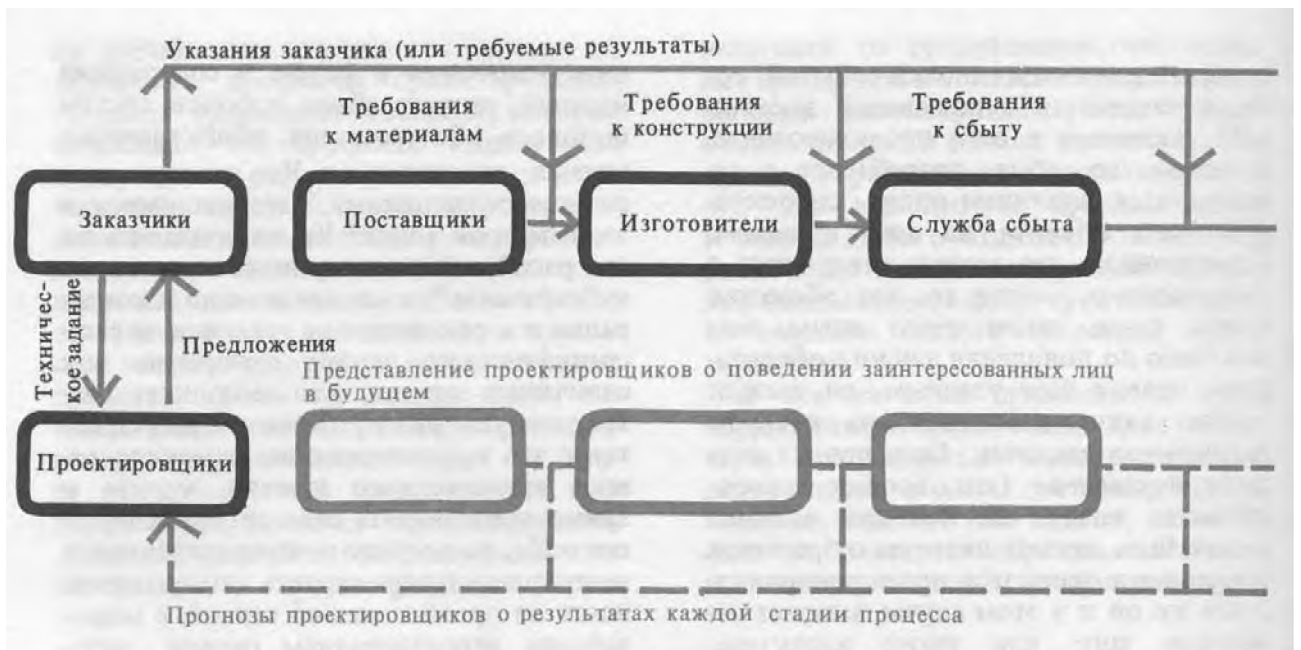 Указания заказчика (или требуемые результаты)
Требования
к материалам
Требования
к конструкции
Требования
к сбыту
Заказчики
Поставщики
Изготовители
Служба сбыта
Техничес-
кое задание
Предложения
Представление проектировщиков о поведении заинтересованных лиц
в будущем
Проектировщики
Прогнозы проектировщиков о результатах каждой стадии процесса